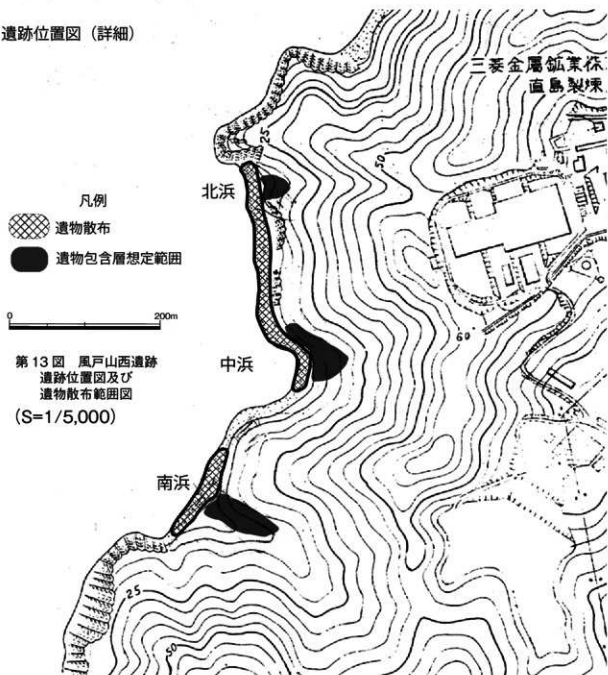 遺跡位置図（詳細）
三菱金属鉱業株
直島製煉
25
50
北浜
凡例
遺物散布
遺物包含層想定範囲
0
200m
第13図 風戸山西遺跡
遺跡位置図及び
遺物散布範囲図
(S=1/5,000)
中浜
60
南浜
25
50